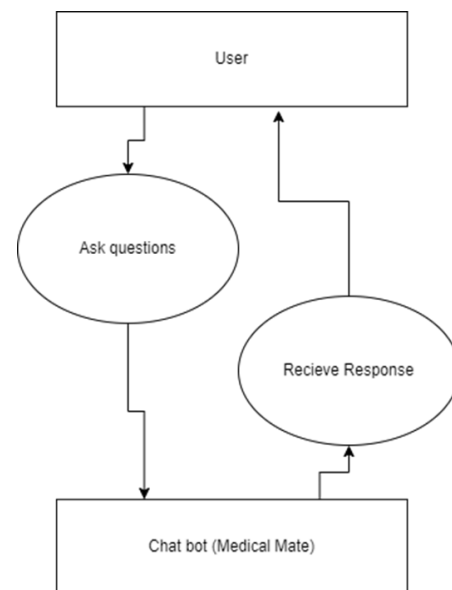 User
Ask questions
Recieve Response
Chat bot (Medical Mate)